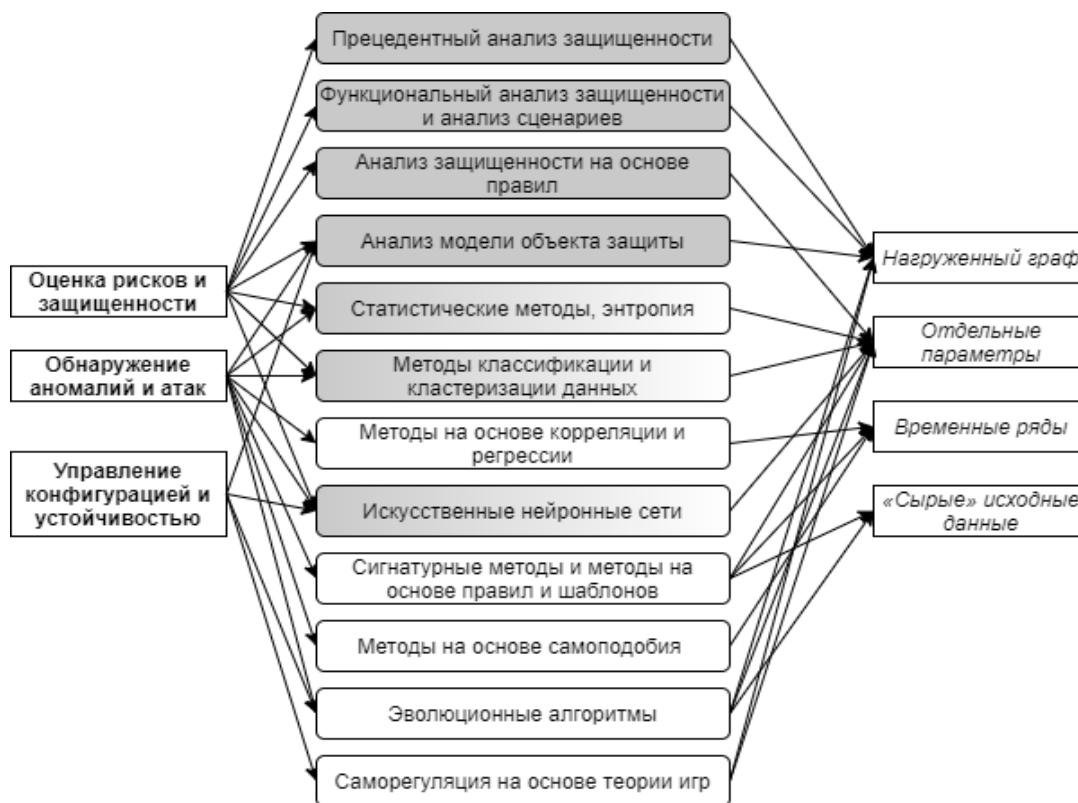 Оценка рисков и
защищенности
Обнаружение
аномалий и атак
Управление
конфигурацией и
устойчивостью
Прецедентный анализ защищенности
Функциональный анализ защищенности
и анализ сценариев
Анализ защищенности на основе
правил
Анализ модели объекта защиты
Статистические методы, энтропия
Методы классификации и
кластеризации данных
Методы на основе корреляции и
регрессии
Искусственные нейронные сети
Сигнатурные методы и методы на
основе правил и шаблонов
Методы на основе самоподобия
Эволюционные алгоритмы
Саморегуляция на основе теории игр
Нагруженный граф
Отдельные
параметры
Временные ряды
«Сырые» исходные
данные